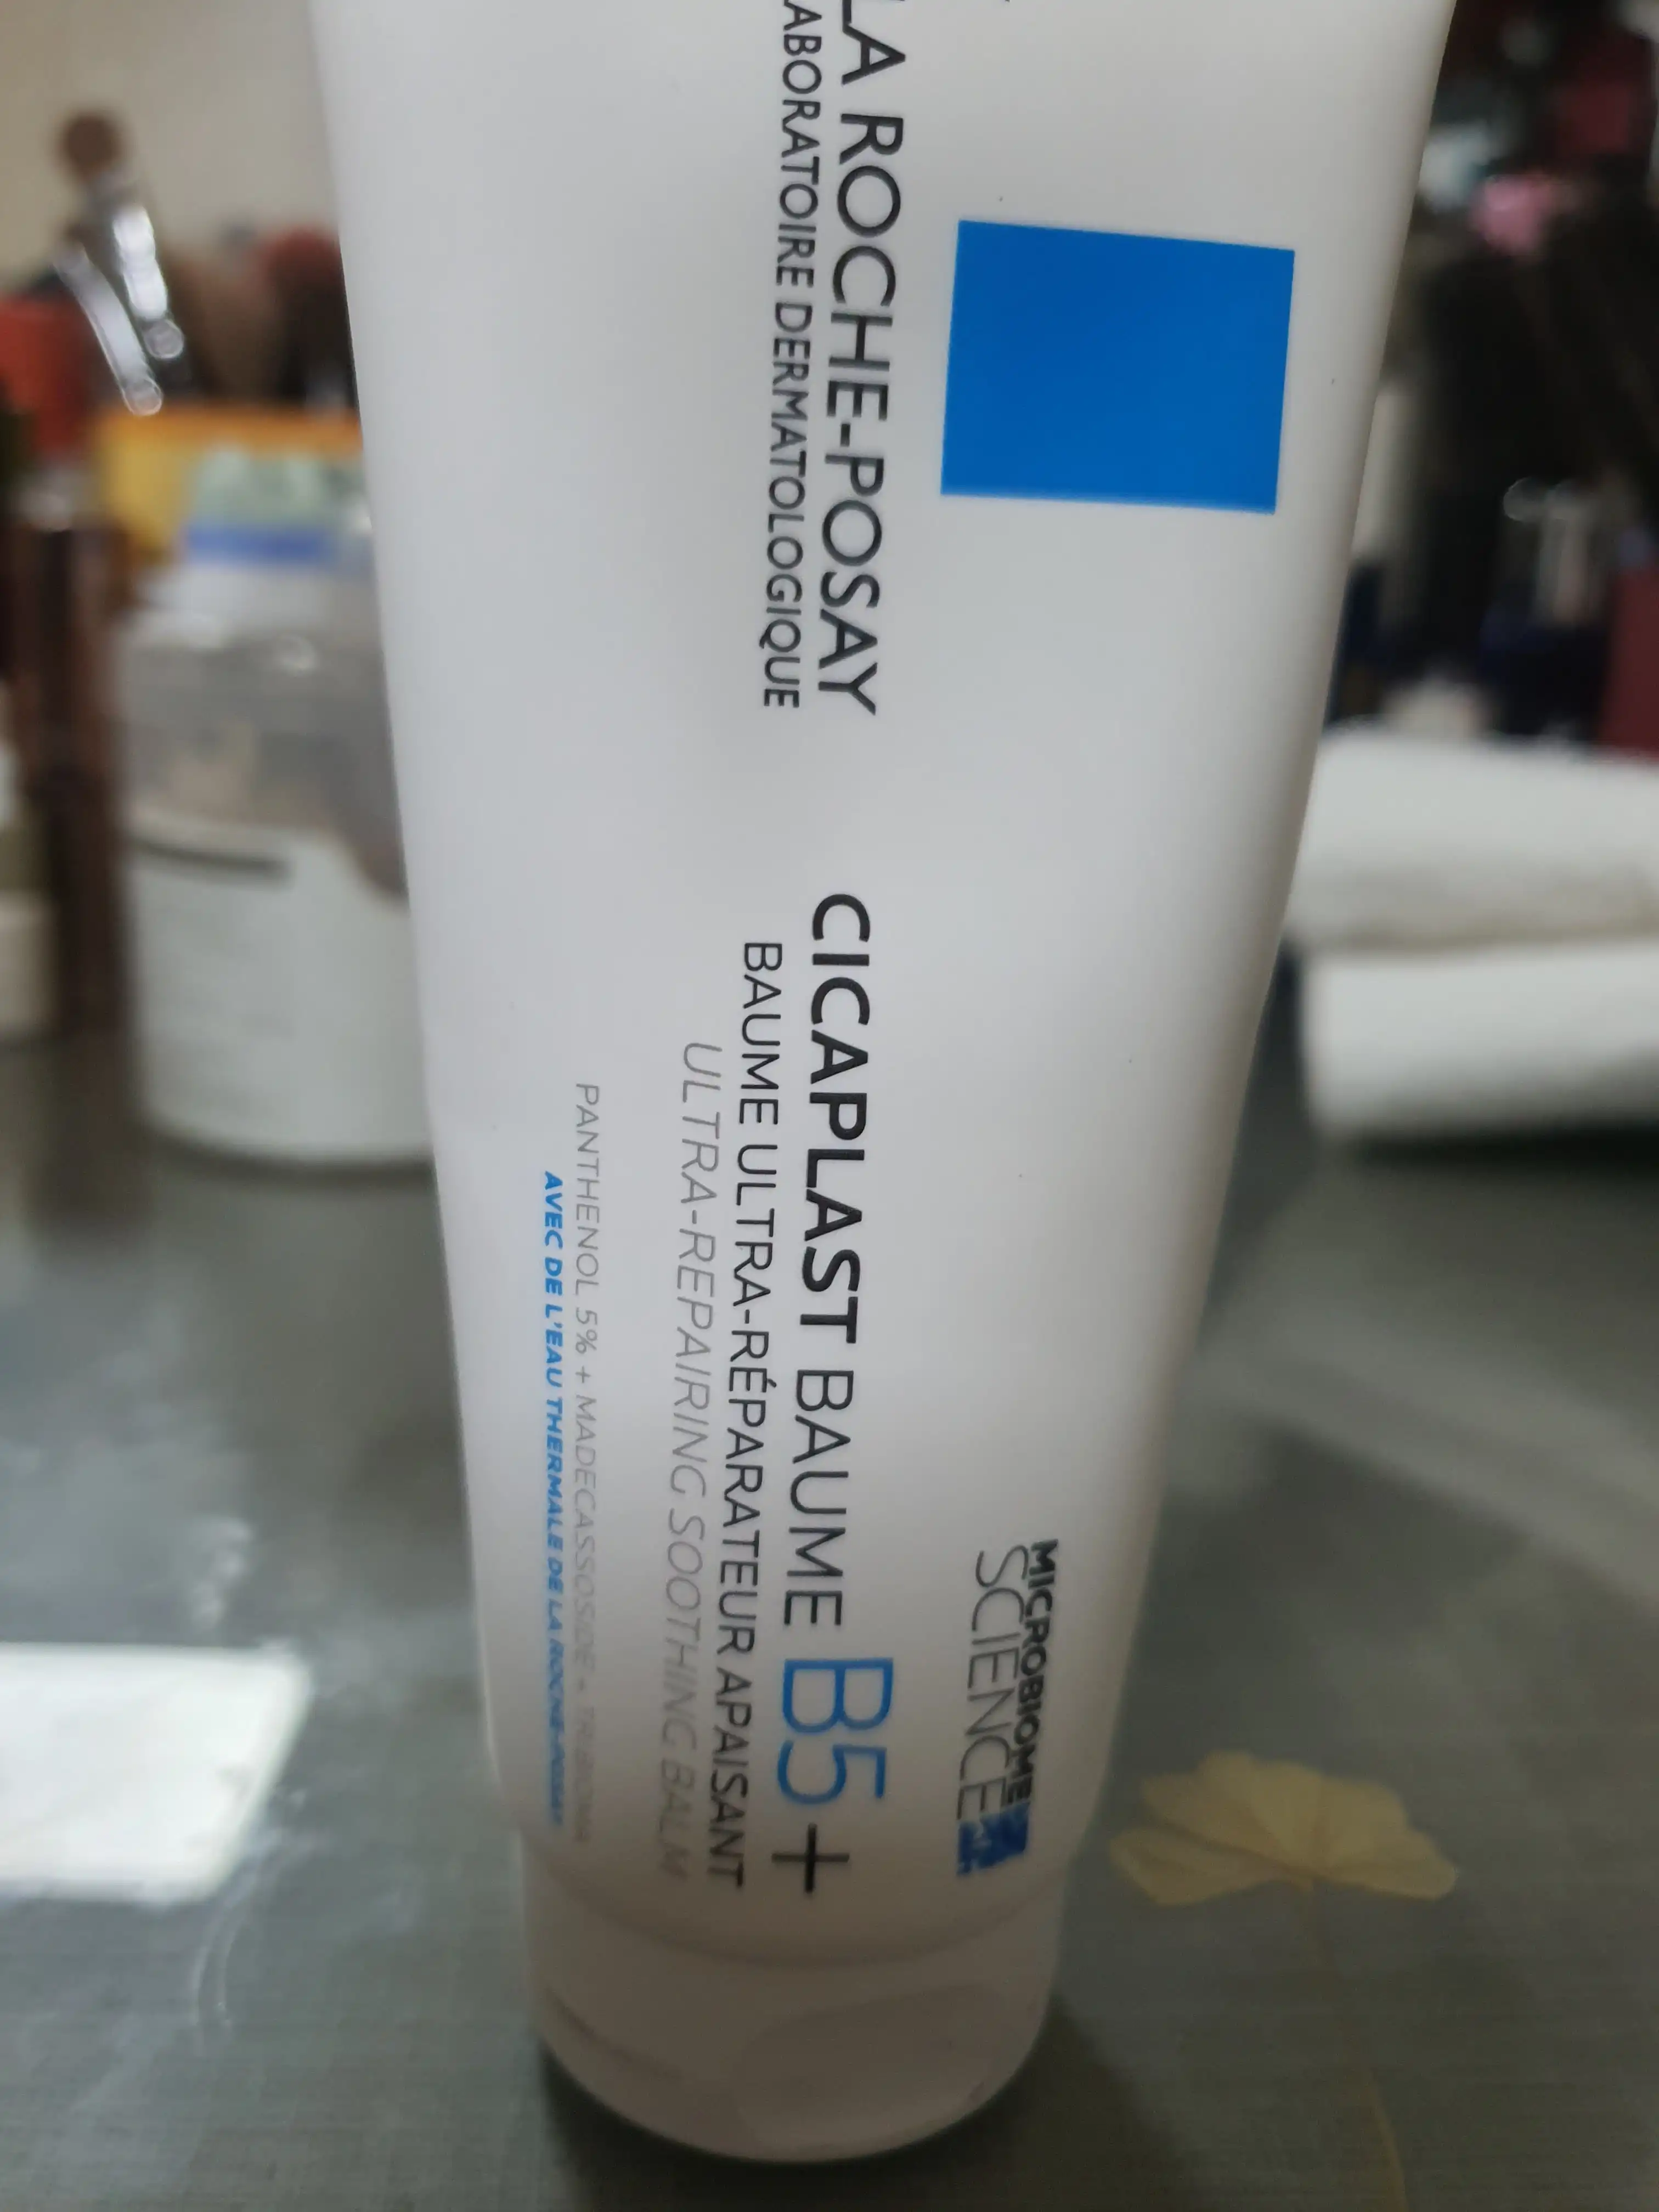 LA ROCHE-POSAY
LABORATOIRE DERMATOLOGIQUE
MICROBIOME
SCIENCE
CICAPLAST BAUME B5+
BAUME ULTRA-RÉPARATEUR APAISANT
ULTRA-REPAIRING SOOTHING BALM
PANTHENOL 5% + MADECASSOSIDE + TRIBIOMA
AVEC DE L'EAU THERMALE DE LA ROCHE-POSAY